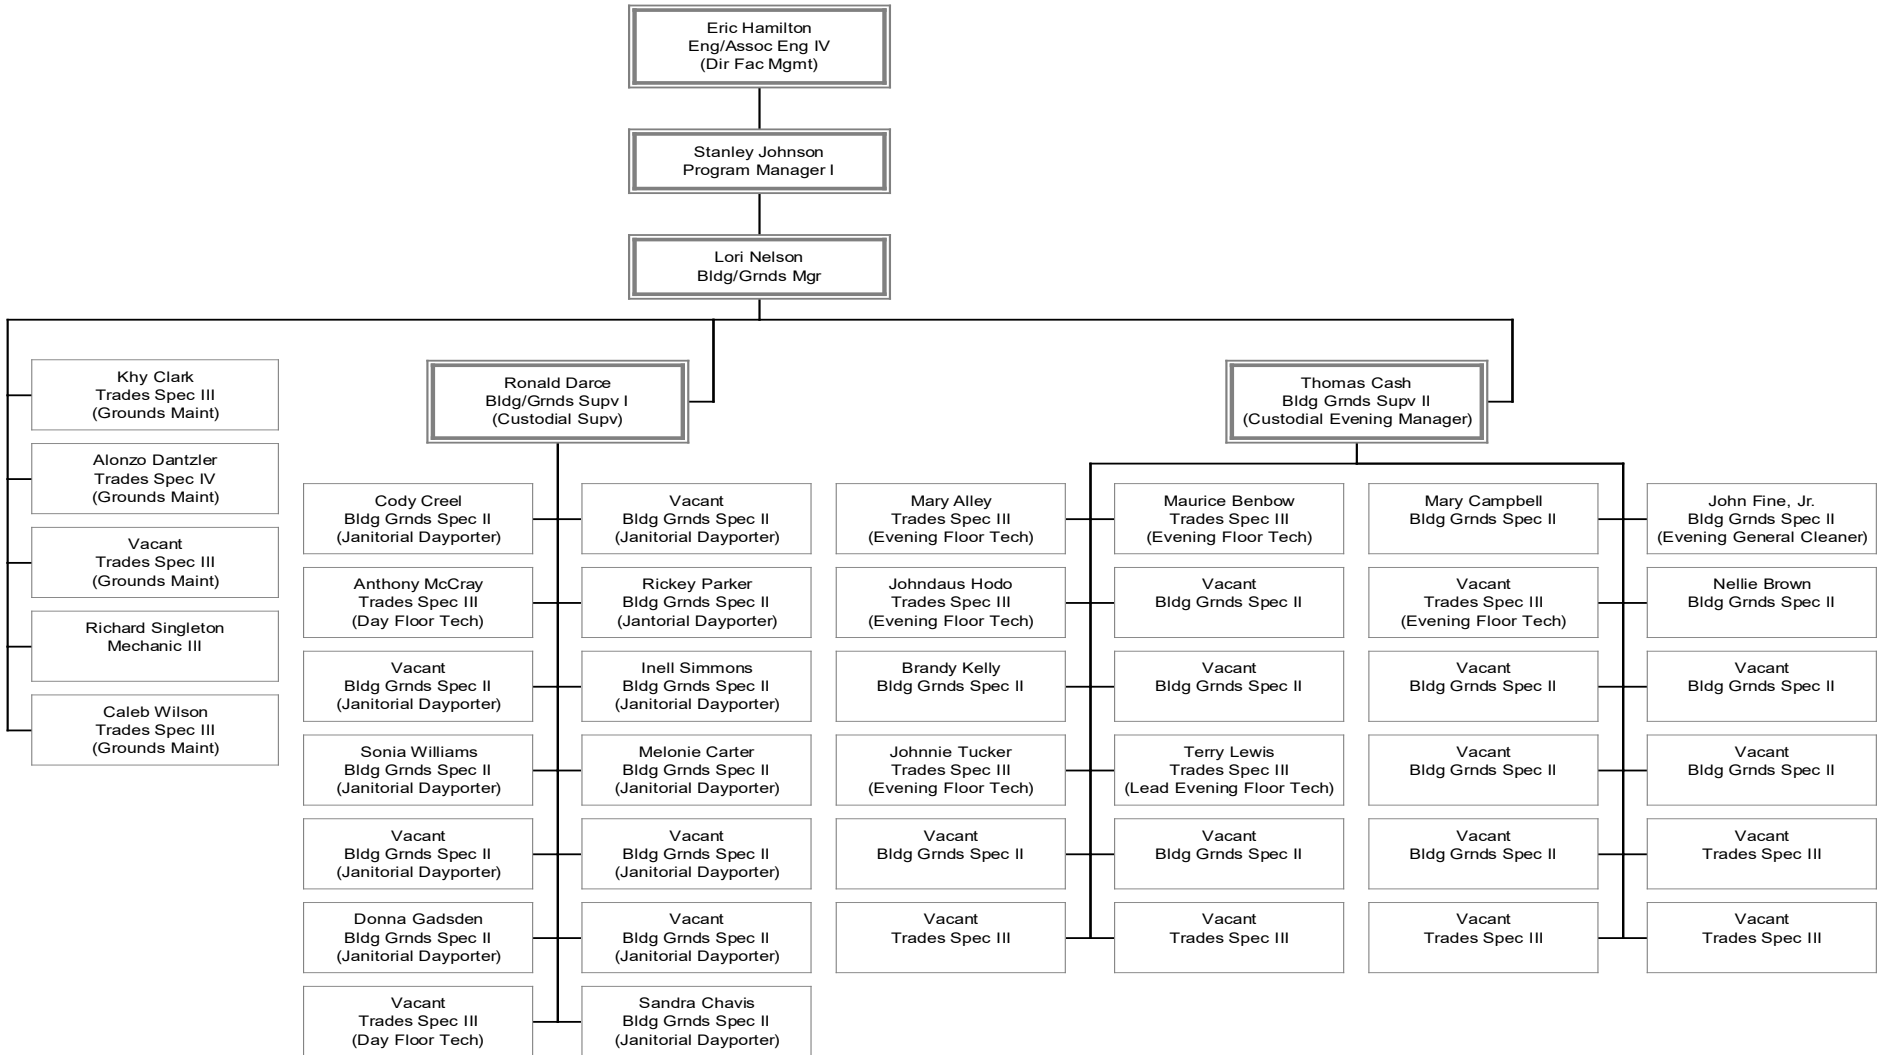 Eric Hamilton
Eng/Assoc Eng IV
(Dir Fac Mgmt)
Stanley Johnson
Program Manager I
Lori Nelson
Bldg/Grnds Mgr
Khy Clark
Trades Spec III
(Grounds Maint)
Alonzo Dantzler
Trades Spec IV
(Grounds Maint)
Vacant
Trades Spec III
(Grounds Maint)
Richard Singleton
Mechanic III
Caleb Wilson
Trades Spec III
(Grounds Maint)
Ronald Darce
Bldg/Grnds Supv I
(Custodial Supv)
Cody Creel
Bldg Grnds Spec II
(Janitorial Dayporter)
Vacant
Bldg Grnds Spec II
(Janitorial Dayporter)
Anthony McCray
Trades Spec III
(Day Floor Tech)
Rickey Parker
Bldg Grnds Spec II
(Jantorial Dayporter)
Vacant
Bldg Grnds Spec II
(Janitorial Dayporter)
Inell Simmons
Bldg Grnds Spec II
(Janitorial Dayporter)
Sonia Williams
Bldg Grnds Spec II
(Janitorial Dayporter)
Melonie Carter
Bldg Grnds Spec II
(Janitorial Dayporter)
Vacant
Bldg Grnds Spec II
(Janitorial Dayporter)
Vacant
Bldg Grnds Spec II
(Janitorial Dayporter)
Donna Gadsden
Bldg Grnds Spec II
(Janitorial Dayporter)
Vacant
Bldg Grnds Spec II
(Janitorial Dayporter)
Vacant
Trades Spec III
(Day Floor Tech)
Sandra Chavis
Bldg Grnds Spec II
(Janitorial Dayporter)
Thomas Cash
Bldg Grnds Supv II
(Custodial Evening Manager)
Mary Alley
Trades Spec III
(Evening Floor Tech)
Maurice Benbow
Trades Spec III
(Evening Floor Tech)
Johndaus Hodo
Trades Spec III
(Evening Floor Tech)
Vacant
Bldg Grnds Spec II
Brandy Kelly
Bldg Grnds Spec II
Vacant
Bldg Grnds Spec II
Johnnie Tucker
Trades Spec III
(Evening Floor Tech)
Terry Lewis
Trades Spec III
(Lead Evening Floor Tech)
Vacant
Bldg Grnds Spec II
Vacant
Bldg Grnds Spec II
Vacant
Trades Spec III
Vacant
Trades Spec III
Mary Campbell
Bldg Grnds Spec II
John Fine, Jr.
Bldg Grnds Spec II
(Evening General Cleaner)
Vacant
Trades Spec III
(Evening Floor Tech)
Nellie Brown
Bldg Grnds Spec II
Vacant
Bldg Grnds Spec II
Vacant
Bldg Grnds Spec II
Vacant
Bldg Grnds Spec II
Vacant
Bldg Grnds Spec II
Vacant
Bldg Grnds Spec II
Vacant
Trades Spec III
Vacant
Trades Spec III
Vacant
Trades Spec III